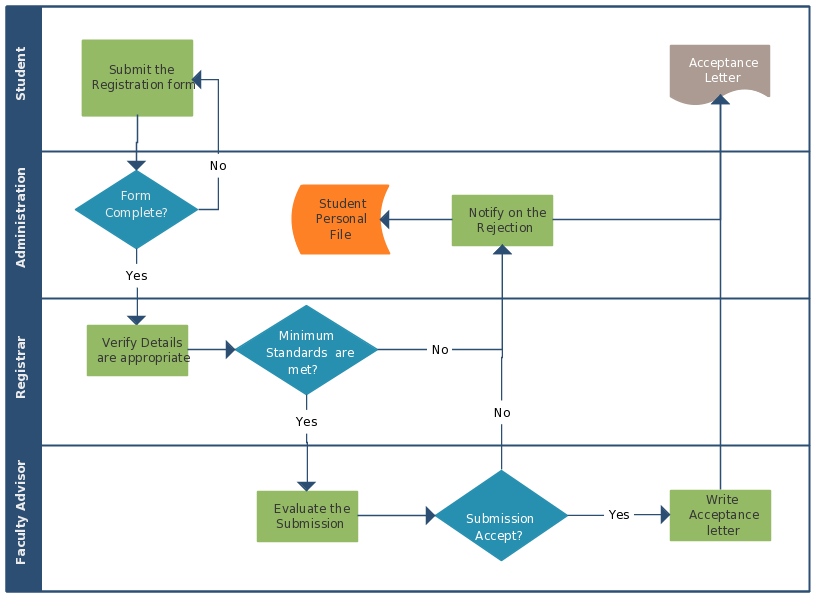 Student
Submit the
Registration form
Acceptance
Letter
No
Administration
Form
Complete?
Student
Personal
File
Notify on the
Rejection
Yes
Registrar
Verify Details
are appropriate
Minimum
Standards are
met?
No
Yes
No
Faculty Advisor
Evaluate the
Submission
Submission
Accept?
Yes
Write
Acceptance
letter